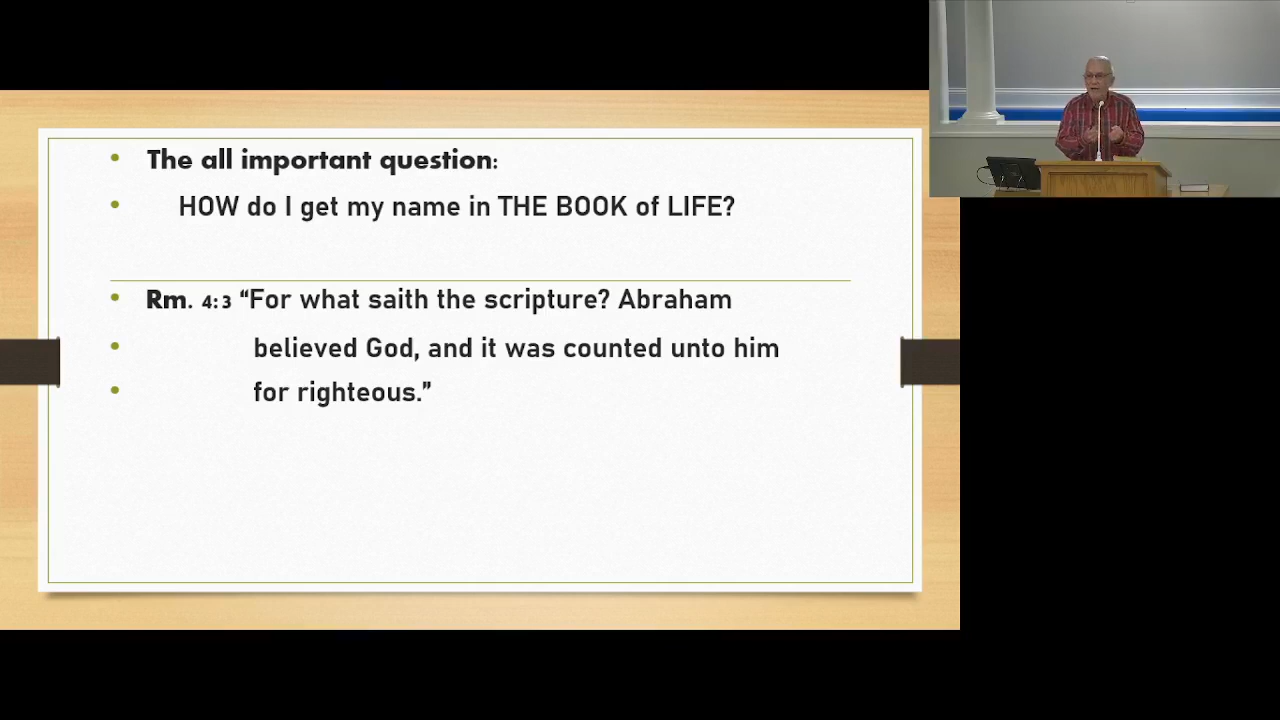 The all important question:
HOW do I get my name in THE BOOK of LIFE?
Rm. 4:3 “For what saith the scripture? Abraham
believed God, and it was counted unto him
for righteous.”